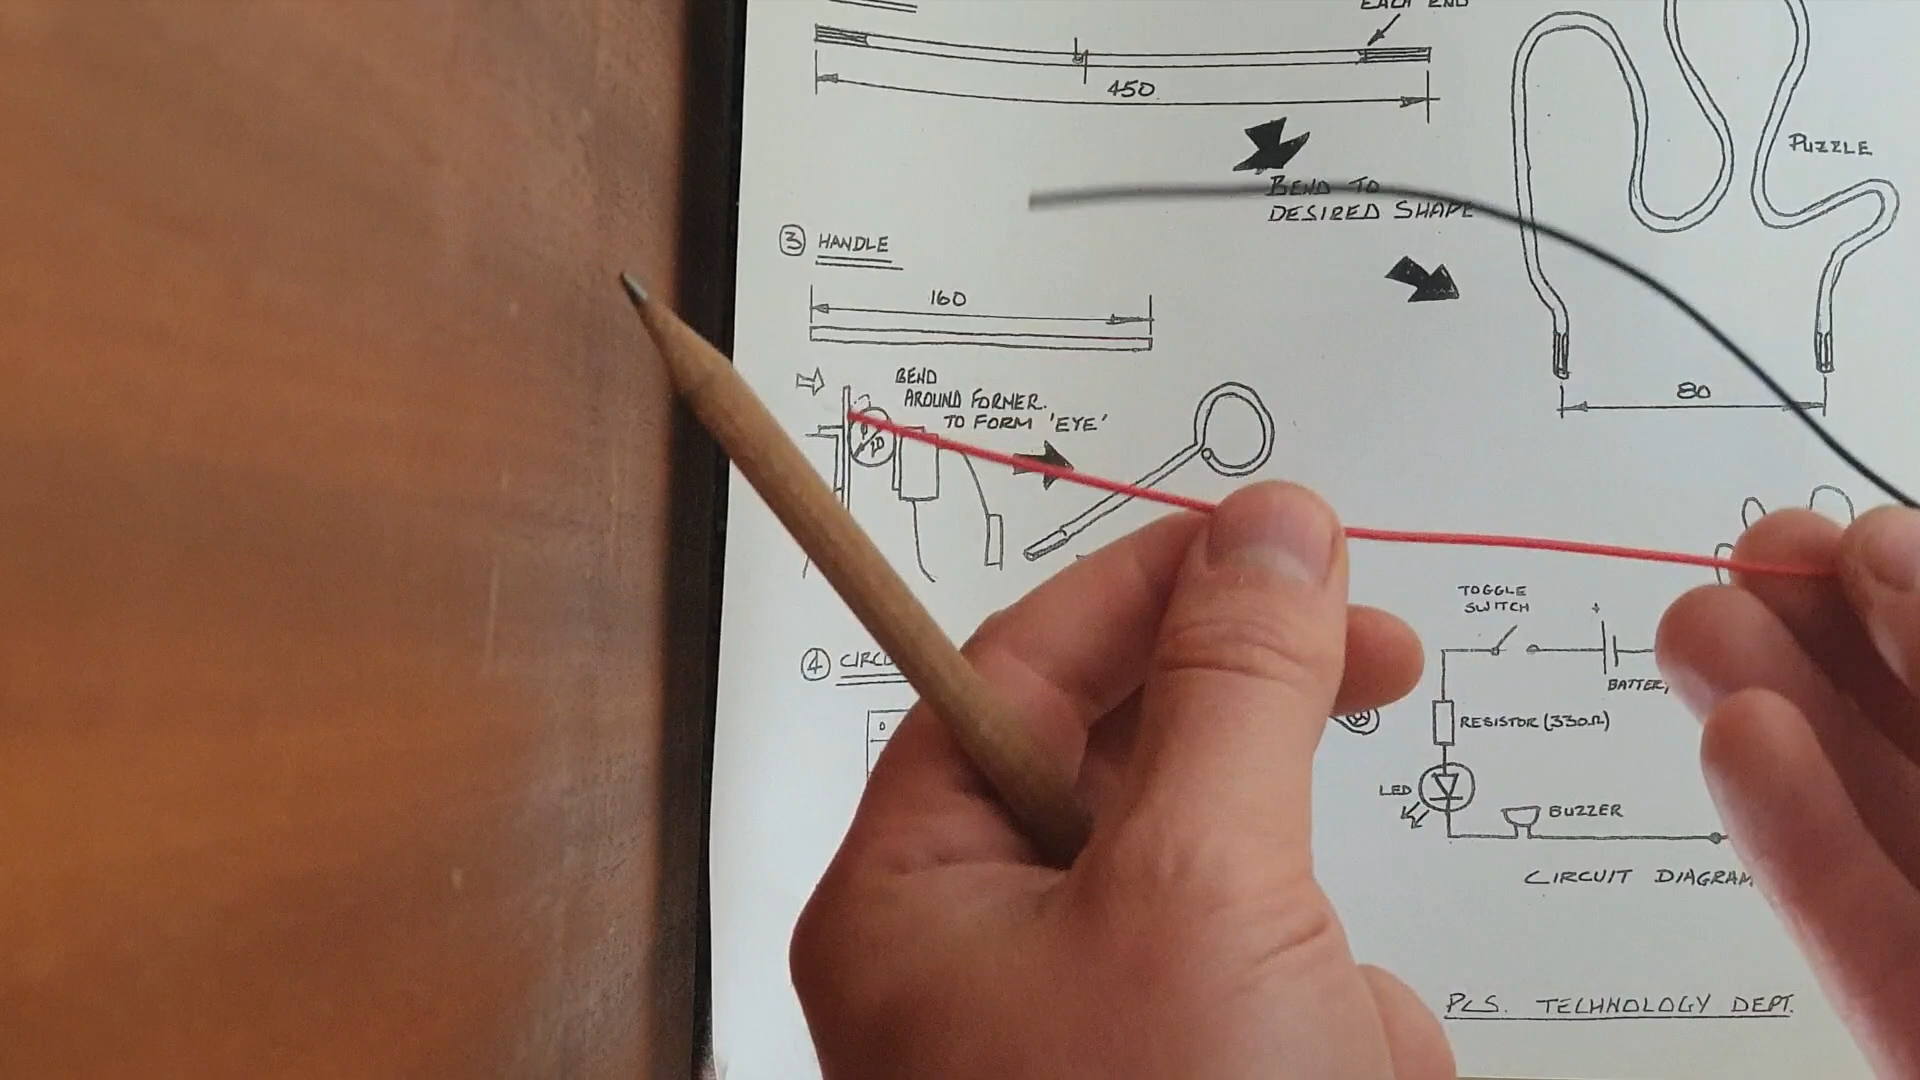 EACH END
450
BEND TO
DESIRED SHAPE
PUZZLE
80
3 HANDLE
160
BEND
AROUND FORMER.
TO FORM 'EYE'
4
TOGGLE
SWITCH
RESISTOR (330Ω)
LED
BUZZER
CIRCUIT DIAGRAM
PLS. TECHNOLOGY DEPT.